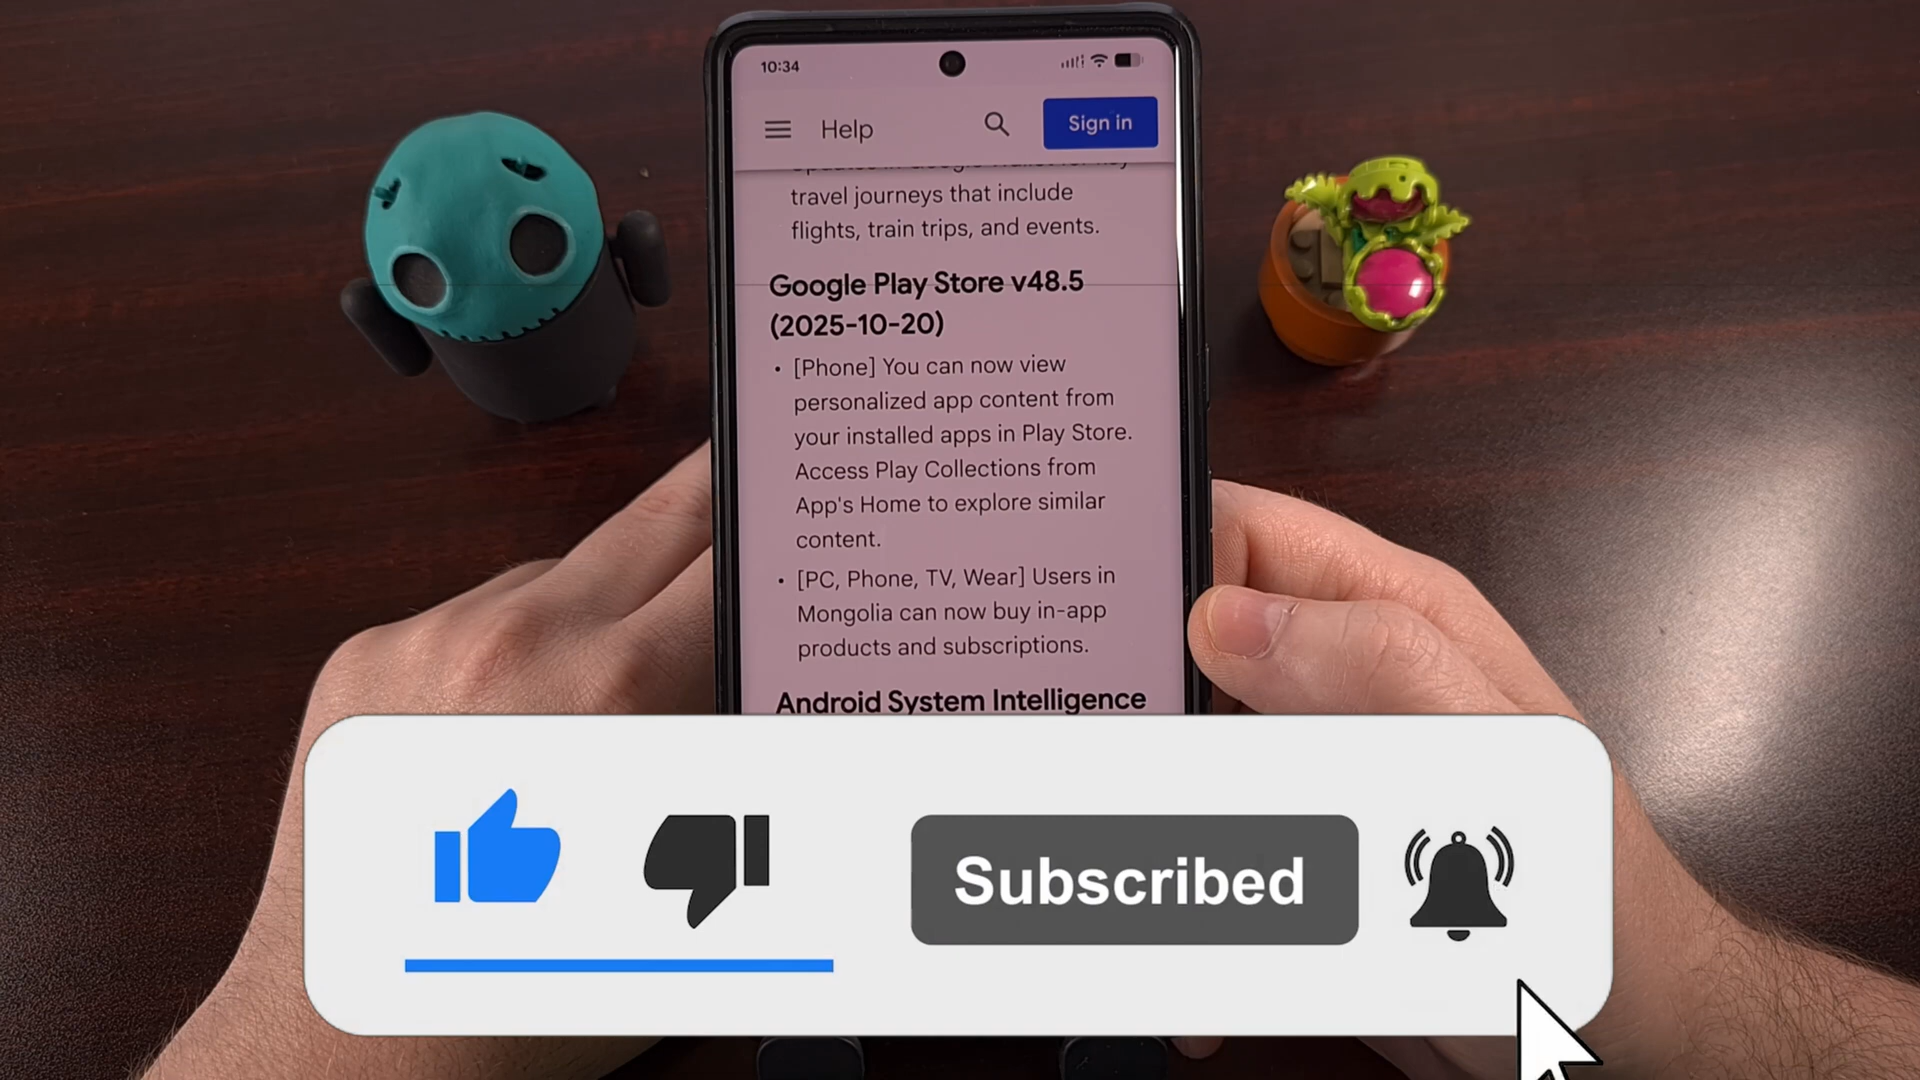 10:34
Help
Sign in
travel journeys that include
flights, train trips, and events.
Google Play Store v48.5
(2025-10-20)
• [Phone] You can now view
personalized app content from
your installed apps in Play Store.
Access Play Collections from
App's Home to explore similar
content.
• [PC, Phone, TV, Wear] Users in
Mongolia can now buy in-app
products and subscriptions.
Android System Intelligence
Subscribed